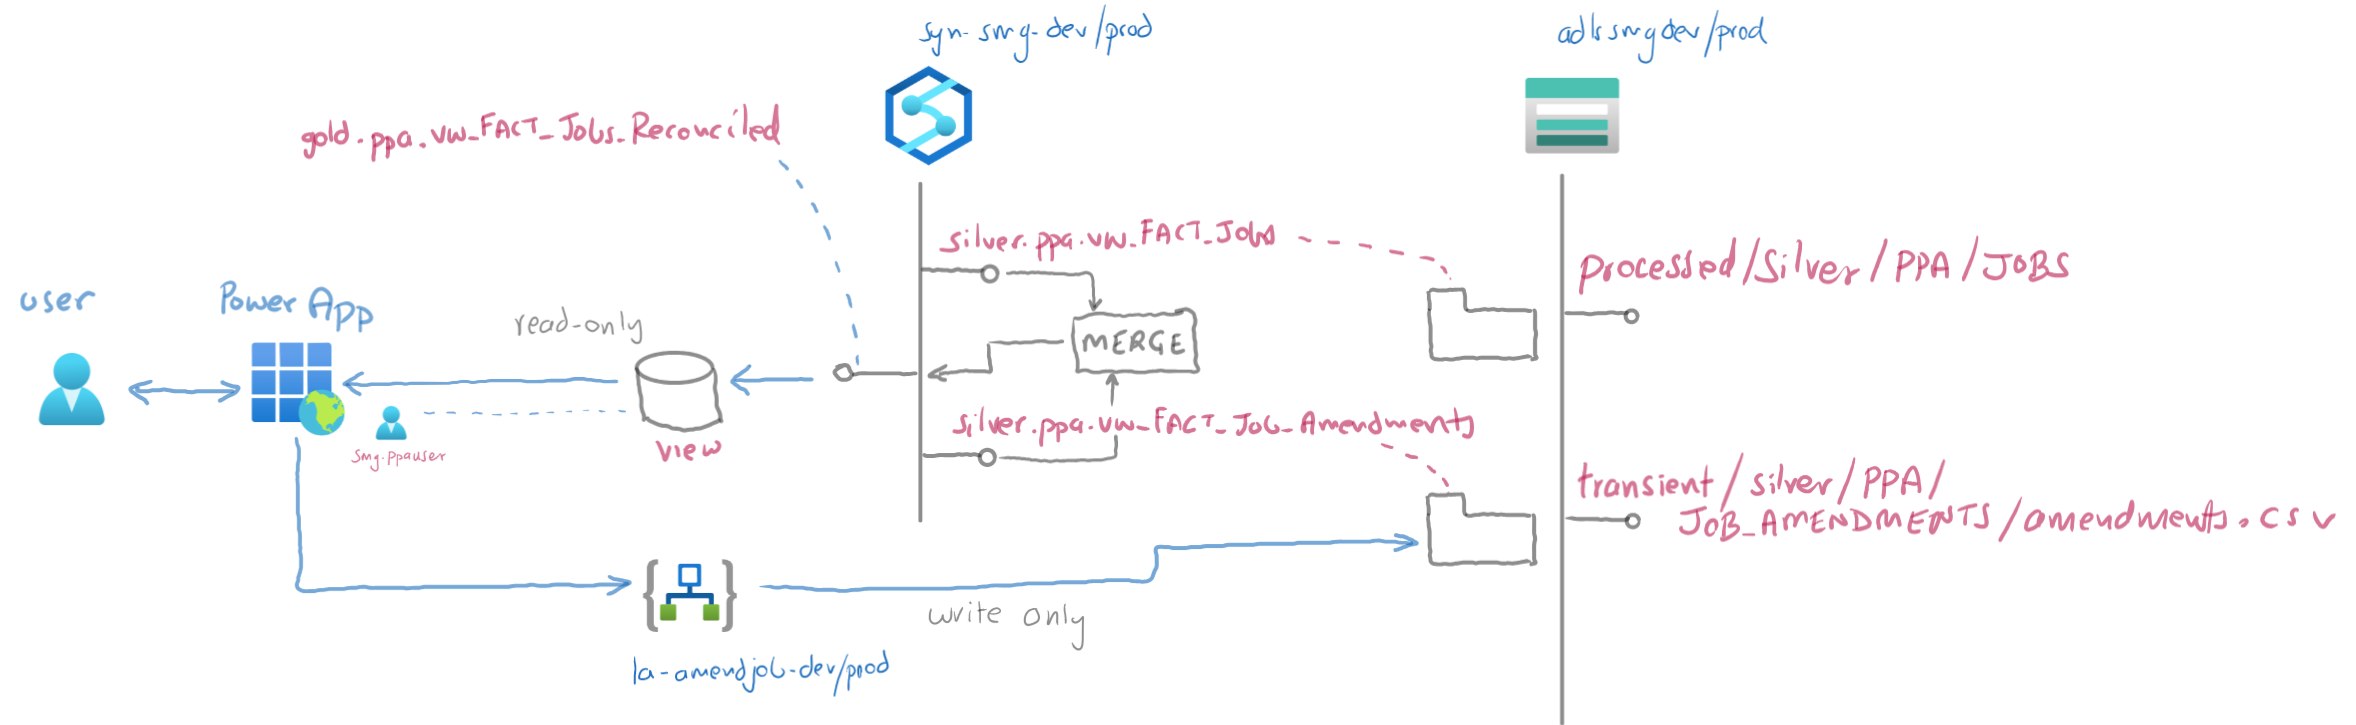 syn-smg-dev/prod
adlssmgdev/prod
gold.ppa.vw_FACT_Jobs_Reconciled
silver.ppa.vw_FACT_Jobs
processed/Silver/PPA/JOBS
user
Power App
read-only
MERGE
silver.ppa.vw_FACT_Job_Amendments
smg.ppauser
view
transient/silver/PPA/
JOB_AMENDMENTS/amendments.csv
write only
la-amendjob-dev/prod